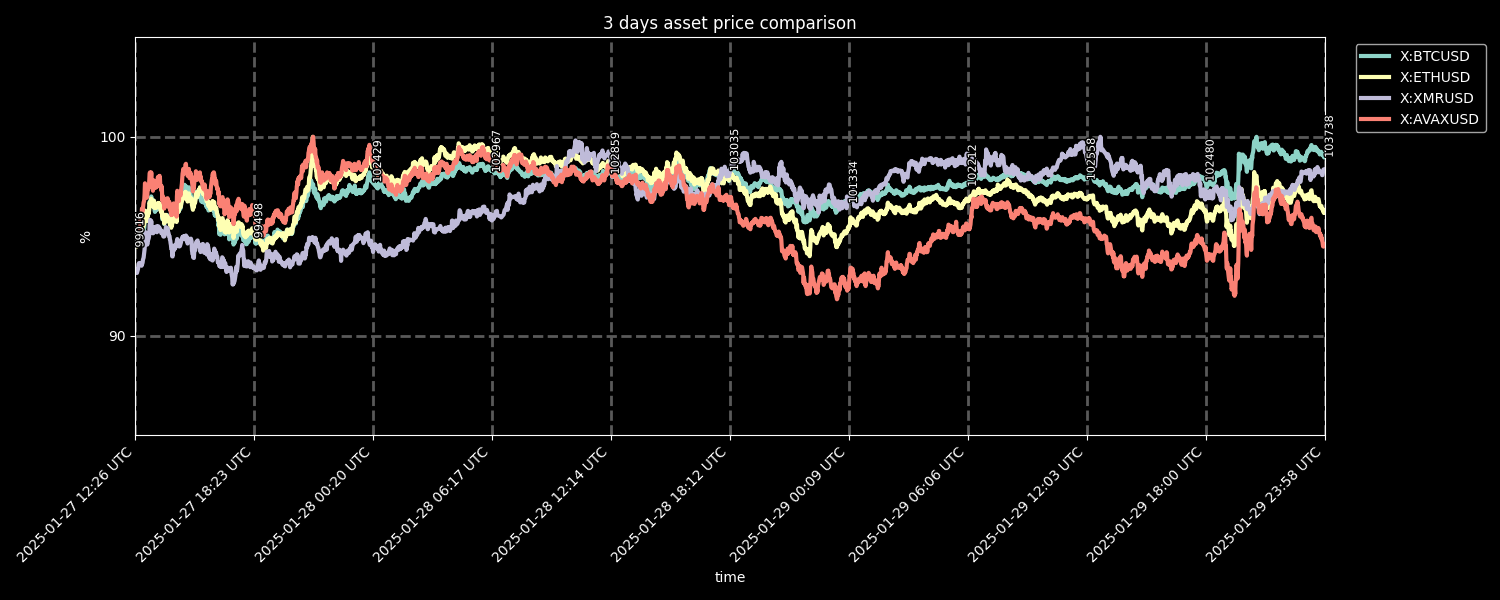 3 days asset price comparison
X:BTCUSD
X:ETHUSD
X:XMRUSD
X:AVAXUSD
%
100
90
99016
99498
102429
102967
102859
103035
101334
102212
102558
102480
103738
2025-01-27 12:26 UTC
2025-01-27 18:23 UTC
2025-01-28 00:20 UTC
2025-01-28 06:17 UTC
2025-01-28 12:14 UTC
2025-01-28 18:12 UTC
2025-01-29 00:09 UTC
2025-01-29 06:06 UTC
2025-01-29 12:03 UTC
2025-01-29 18:00 UTC
2025-01-29 23:58 UTC
time